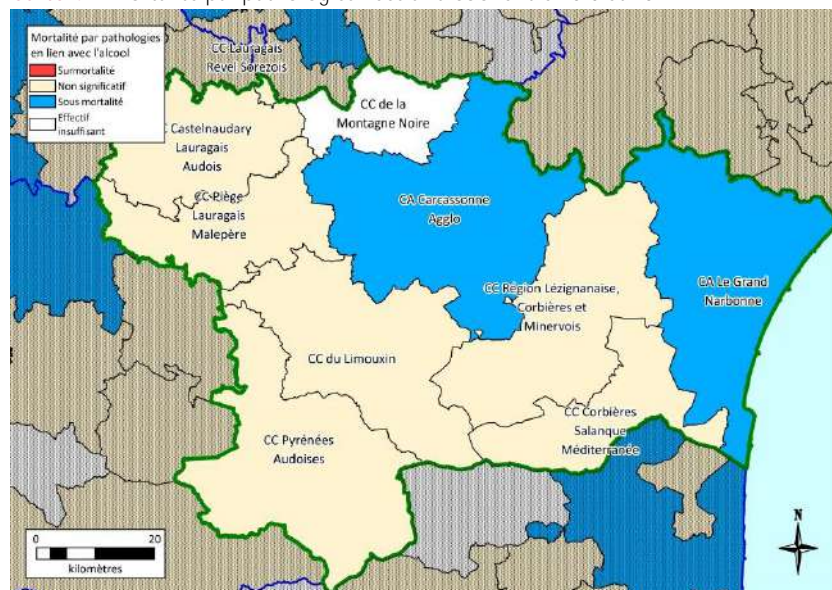 Mortalité par pathologies
en lien avec l'alcool
Surmortalité
Non significatif
Sous mortalité
Effectif
insuffisant
CC Lauragais
Revel Sorezois
CC de la
Montagne Noire
CC Castelnaudary
Lauragais
Audois
CC Piège
Lauragais
Malepère
CA Carcassonne
Agglo
CA Le Grand
Narbonne
CC Région Lézignanaise,
Corbières et
Minervois
CC du Limouxin
CC Corbières
Salanque
Méditerranée
CC Pyrénées
Audoises
0 20
kilomètres
N